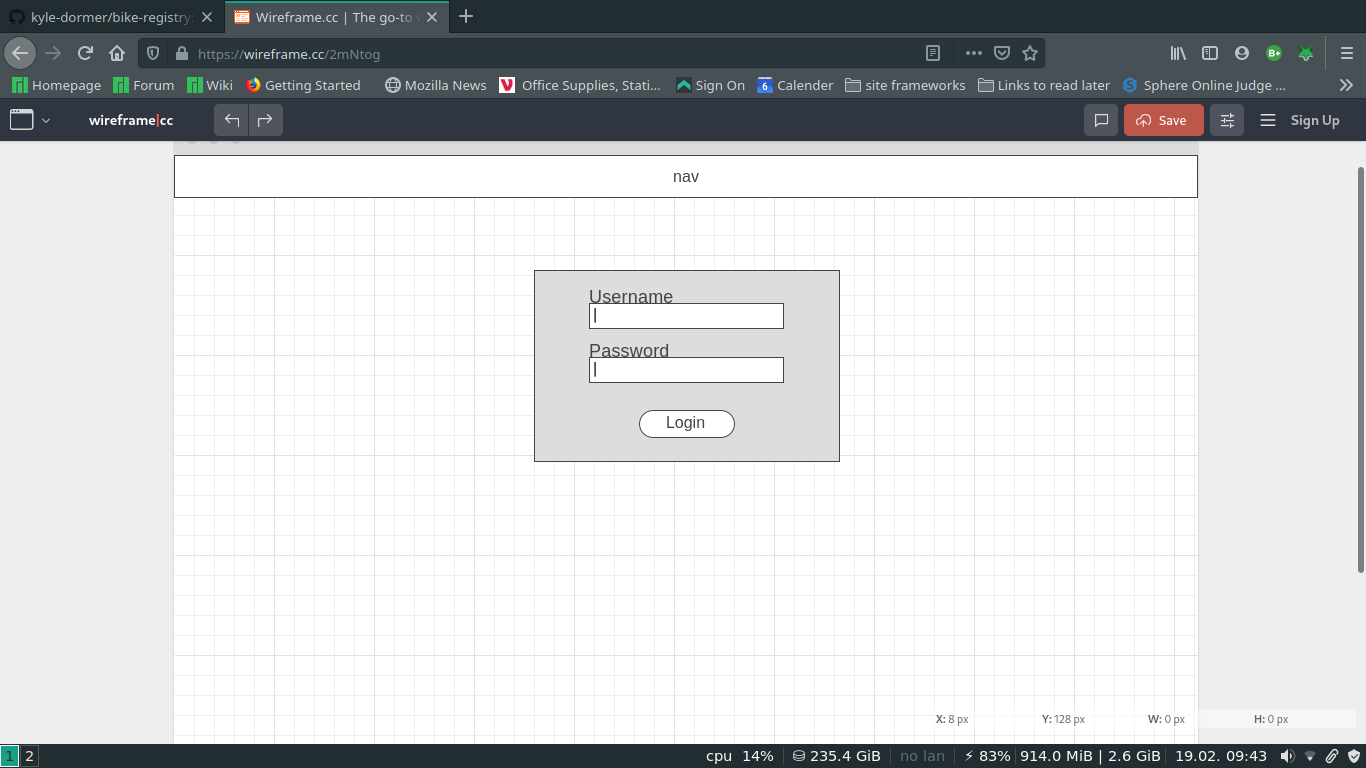 kyle-dormer/bike-registry
Wireframe.cc | The go-to
https://wireframe.cc/2mNtog
Homepage Forum Wiki Getting Started Mozilla News Office Supplies, Stati... Sign On 6 Calender site frameworks Links to read later Sphere Online Judge ...
wireframe|cc Save Sign Up
nav
Username
Password
Login
X: 8 px Y: 128 px W: 0 px H: 0 px
1 2 cpu 14% 235.4 GiB no lan 83% 914.0 MiB | 2.6 GiB 19.02. 09:43